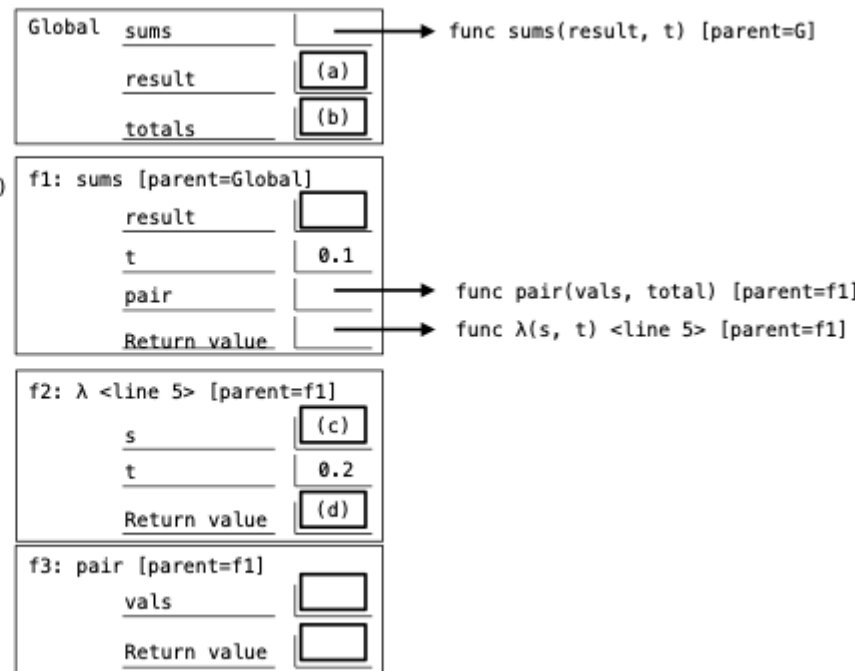 Global sums func sums(result, t) [parent=G]
result (a)
totals (b)
)
f1: sums [parent=Global]
result
t 0.1
pair func pair(vals, total) [parent=f1]
Return value func λ(s, t) <line 5> [parent=f1]
f2: λ <line 5> [parent=f1]
s (c)
t 0.2
Return value (d)
f3: pair [parent=f1]
vals
Return value